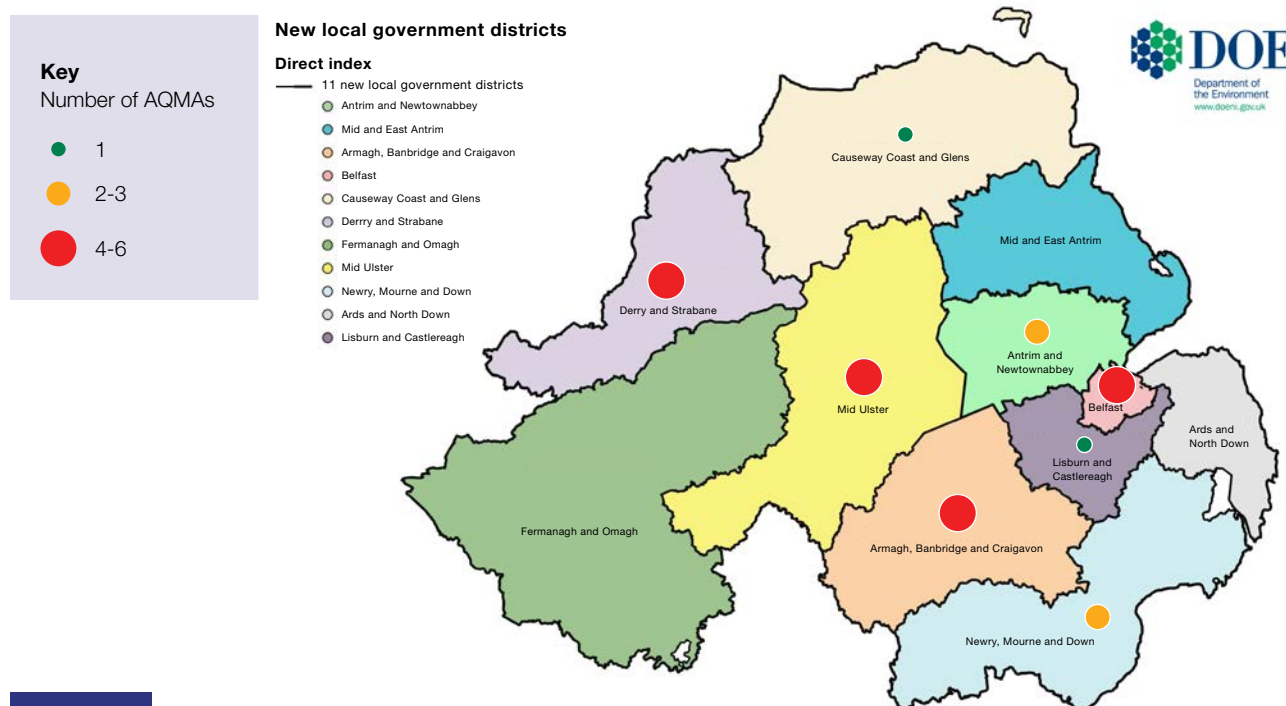 Key
Number of AQMAs
1
2-3
4-6
New local government districts
Direct index
11 new local government districts
Antrim and Newtownabbey
Mid and East Antrim
Armagh, Banbridge and Craigavon
Belfast
Causeway Coast and Glens
Derrry and Strabane
Fermanagh and Omagh
Mid Ulster
Newry, Mourne and Down
Ards and North Down
Lisburn and Castlereagh
DOE
Department of
the Environment
www.doeni.gov.uk
Causeway Coast and Glens
Mid and East Antrim
Derry and Strabane
Antrim and
Newtownabbey
Mid Ulster
Belfast
Ards and
North Down
Lisburn and
Castlereagh
Fermanagh and Omagh
Armagh, Banbridge and Craigavon
Newry, Mourne and Down